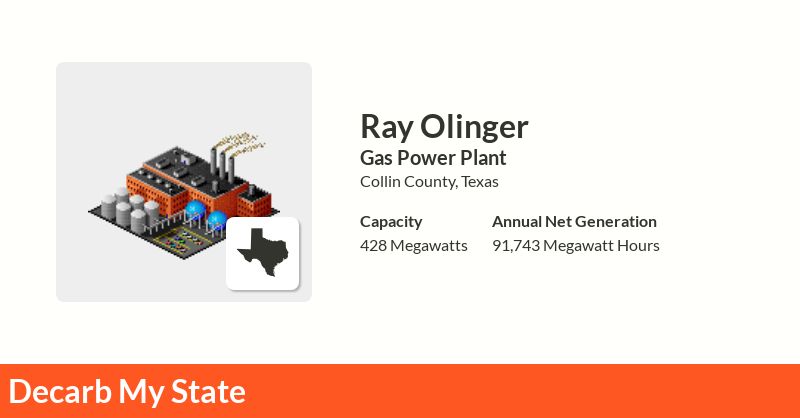 Ray Olinger
Gas Power Plant
Collin County, Texas
Capacity
428 Megawatts
Annual Net Generation
91,743 Megawatt Hours
Decarb My State